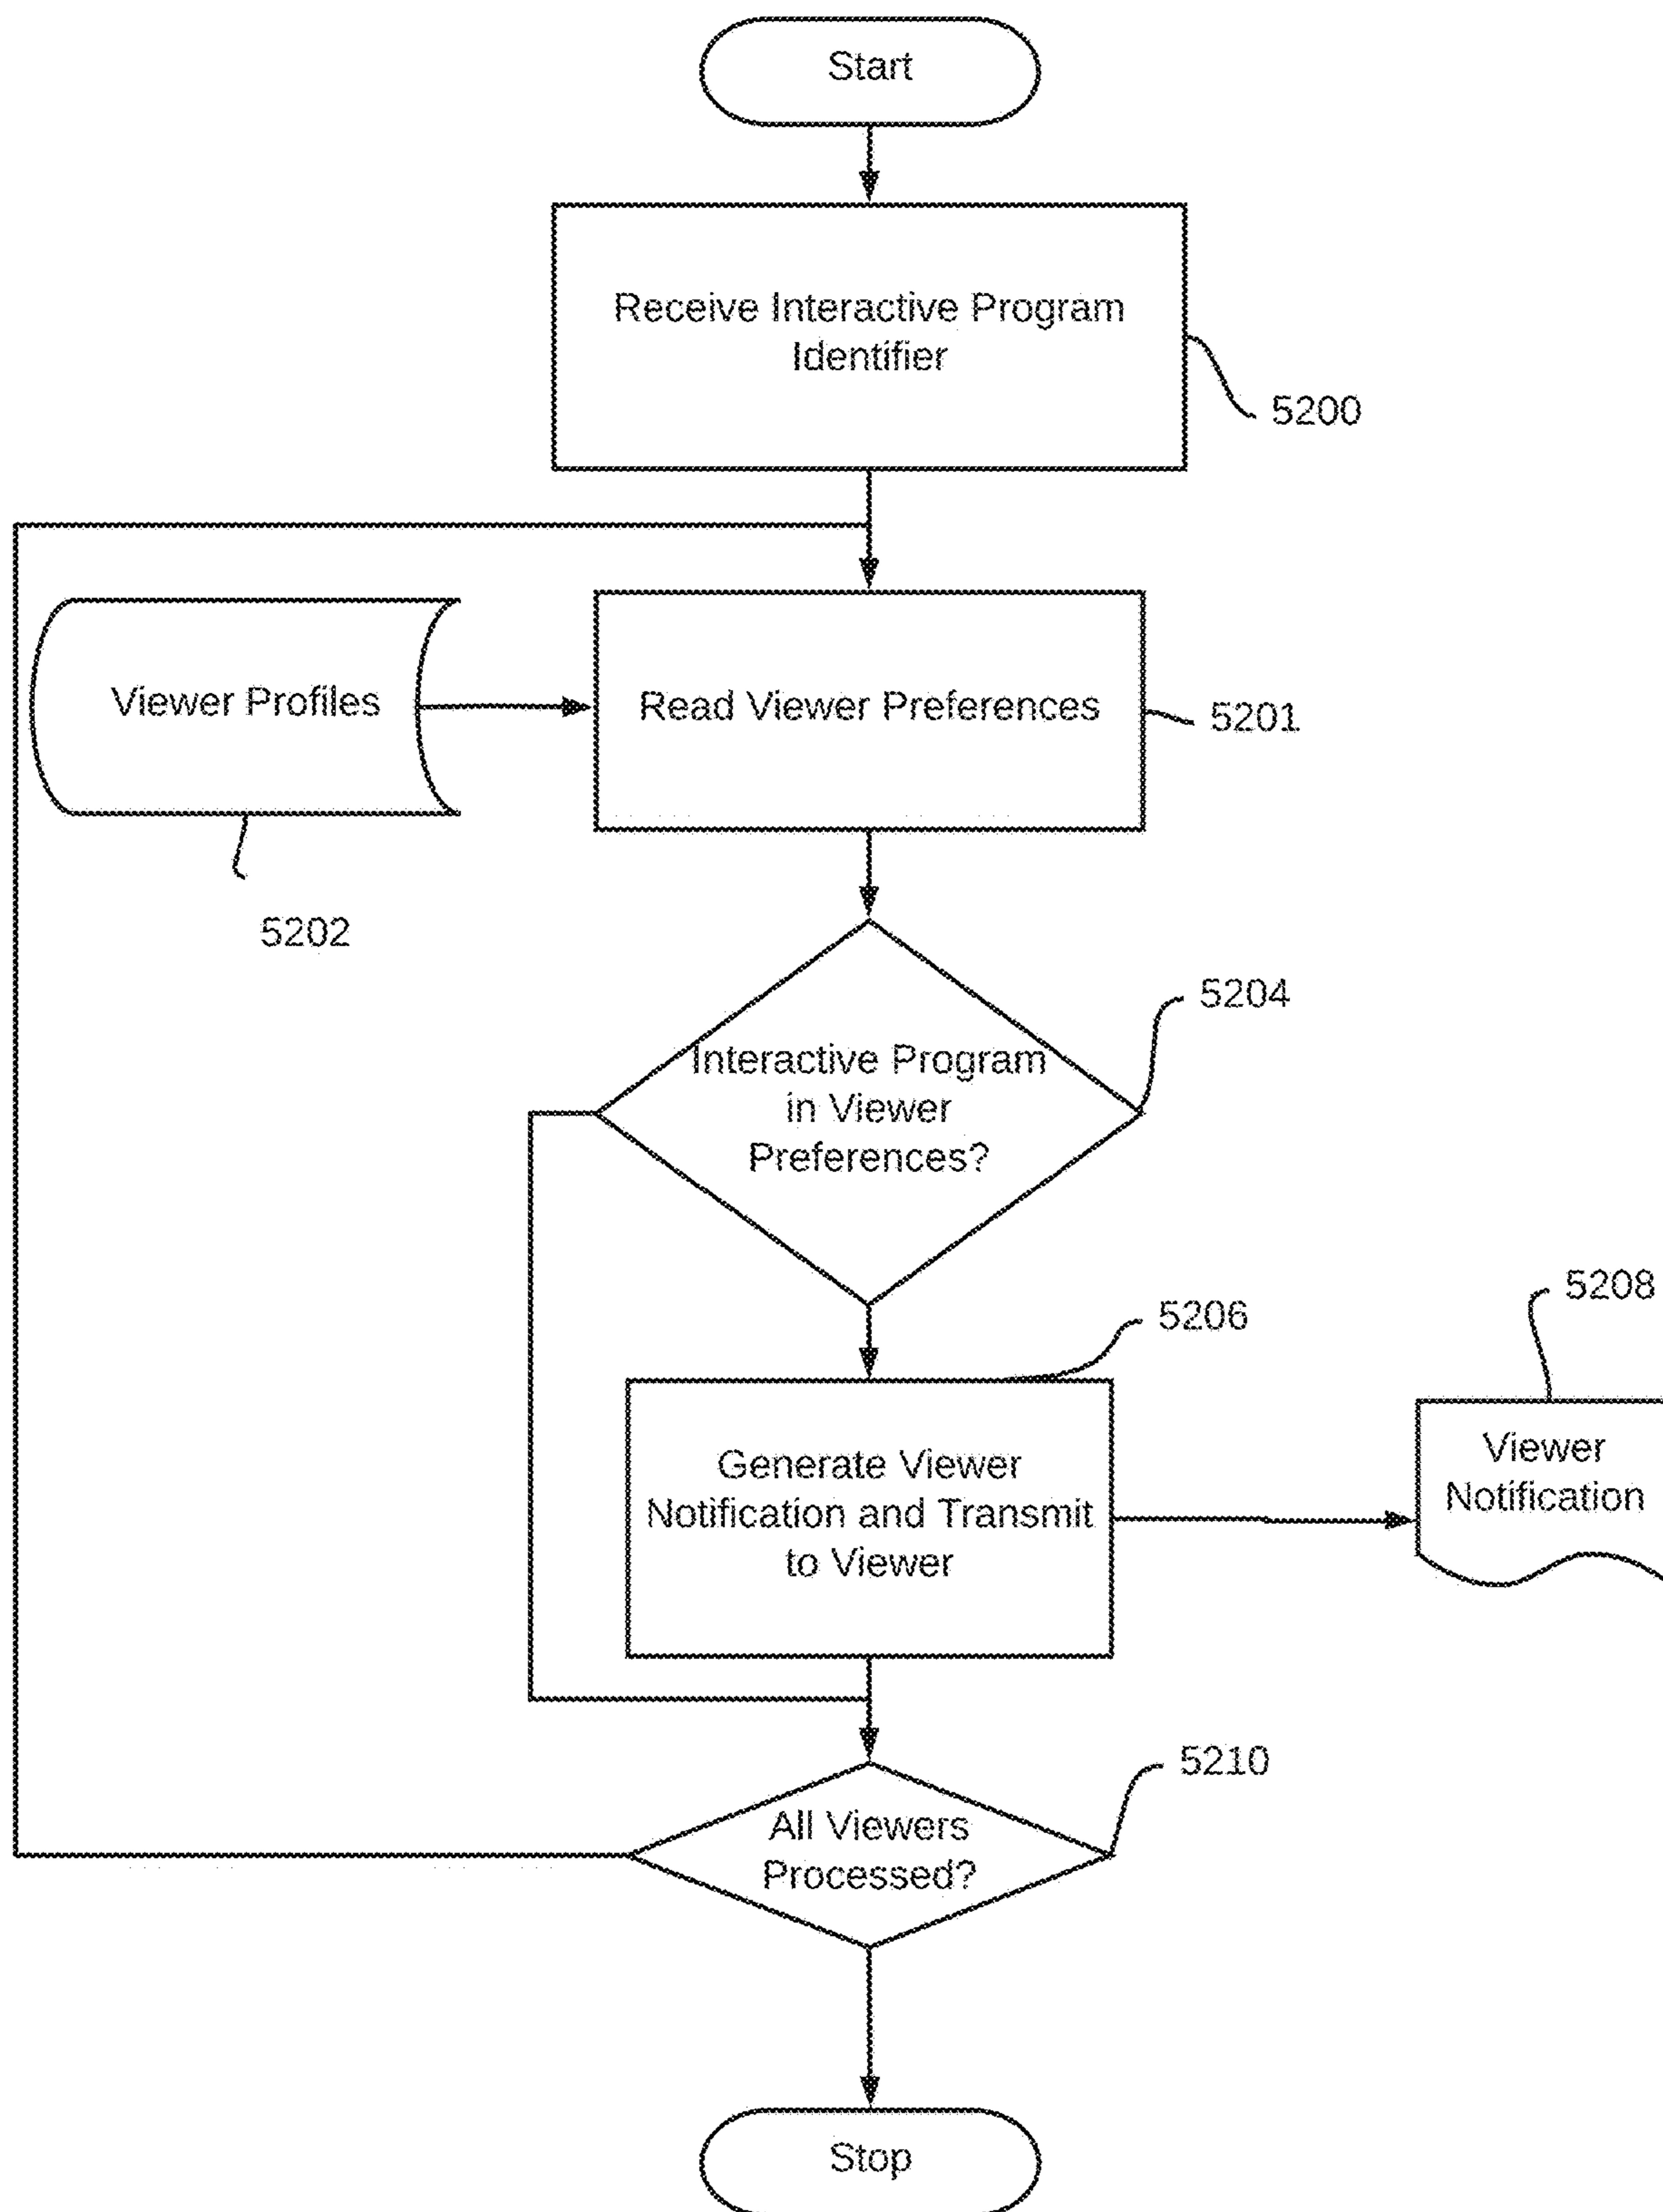 Start
Receive Interactive Program
Identifier
5200
Viewer Profiles
Read Viewer Preferences
5201
5202
5204
Interactive Program
in Viewer
Preferences?
5206
5208
Generate Viewer
Notification and Transmit
to Viewer
Viewer
Notification
5210
All Viewers
Processed?
Stop